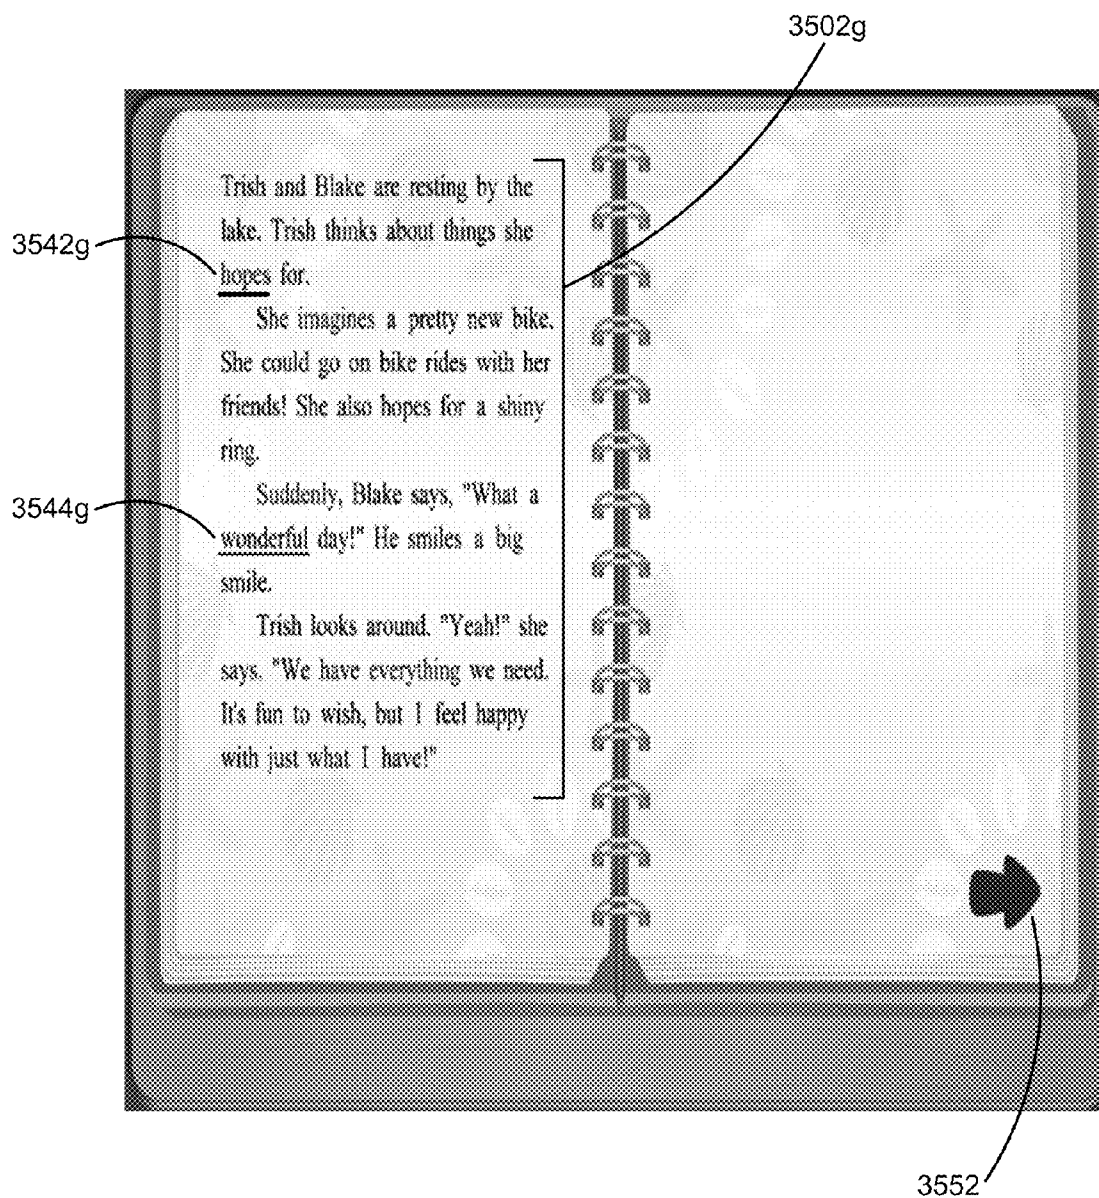 3502g
Trish and Blake are resting by the
lake. Trish thinks about things she
3542g
hopes for.
She imagines a pretty new bike.
She could go on bike rides with her
friends! She also hopes for a shiny
ring.
Suddenly, Blake says, "What a
3544g
wonderful day!" He smiles a big
smile.
Trish looks around. "Yeah!" she
says. "We have everything we need.
It's fun to wish, but I feel happy
with just what I have!"
3552